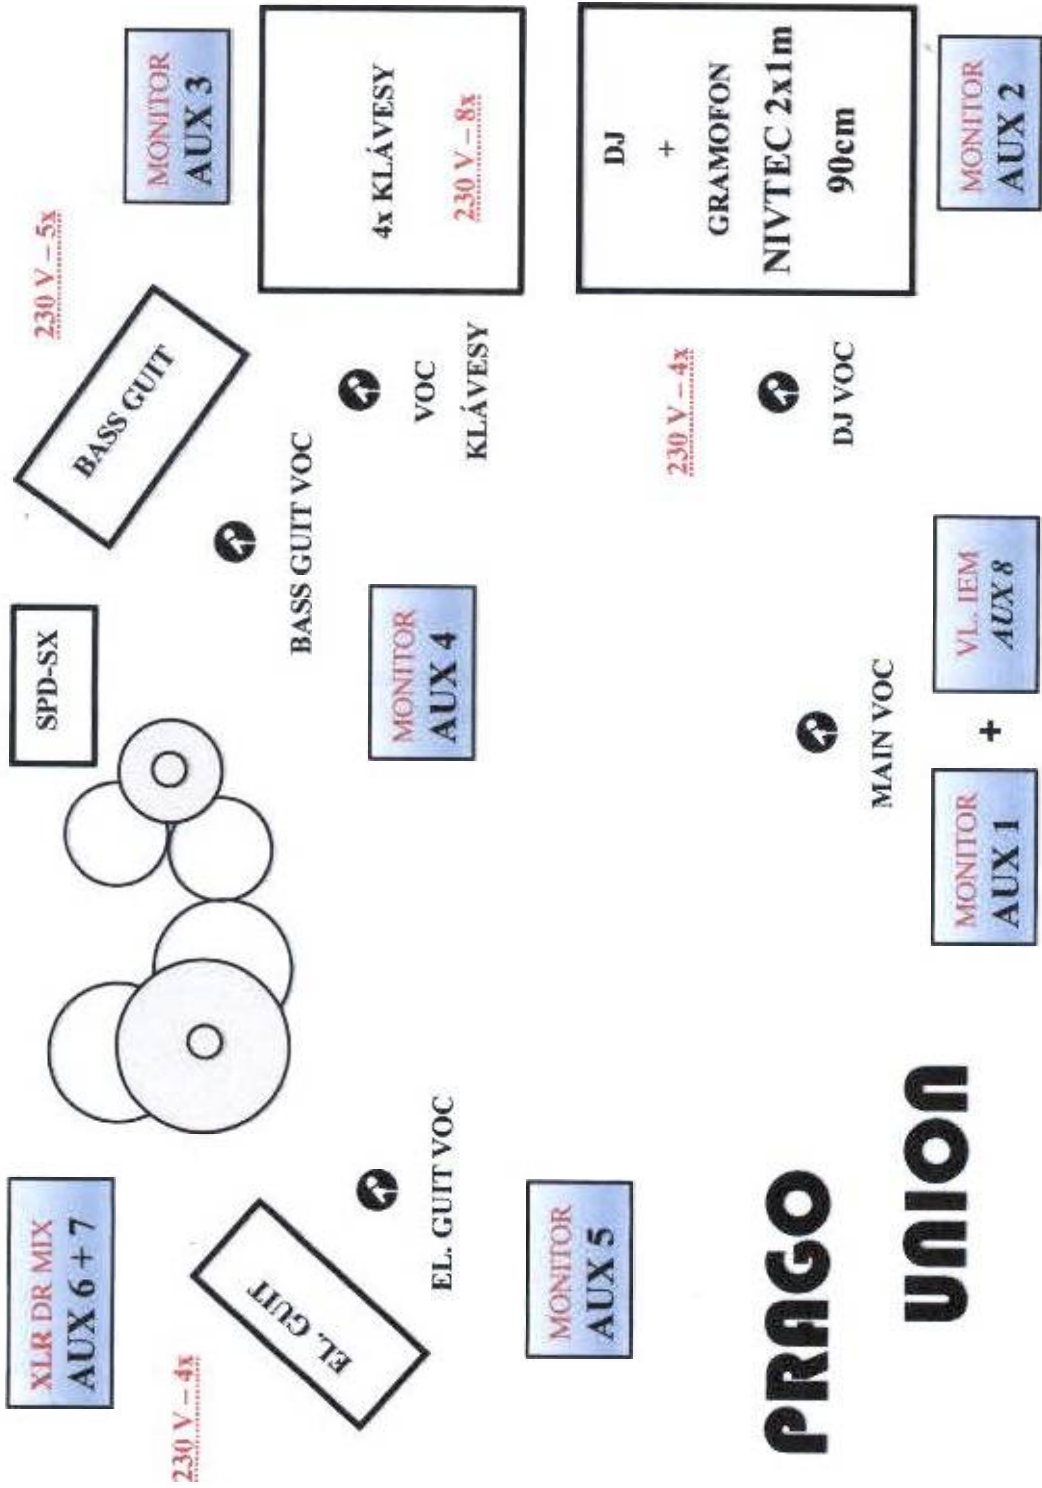 XLR DR MIX
AUX 6 + 7
230 V – 4x
EL. GUIT
EL. GUIT VOC
SPD-SX
230 V – 5x
BASS GUIT
BASS GUIT VOC
MONITOR
AUX 3
4x KLÁVESY
230 V – 8x
VOC
KLÁVESY
MONITOR
AUX 4
MONITOR
AUX 5
DJ
+
GRAMOFON
NIVTEC 2x1m
90cm
230 V – 4x
DJ VOC
MAIN VOC
PRAGO
UNION
MONITOR
AUX 1
+
VL. IEM
AUX 8
MONITOR
AUX 2